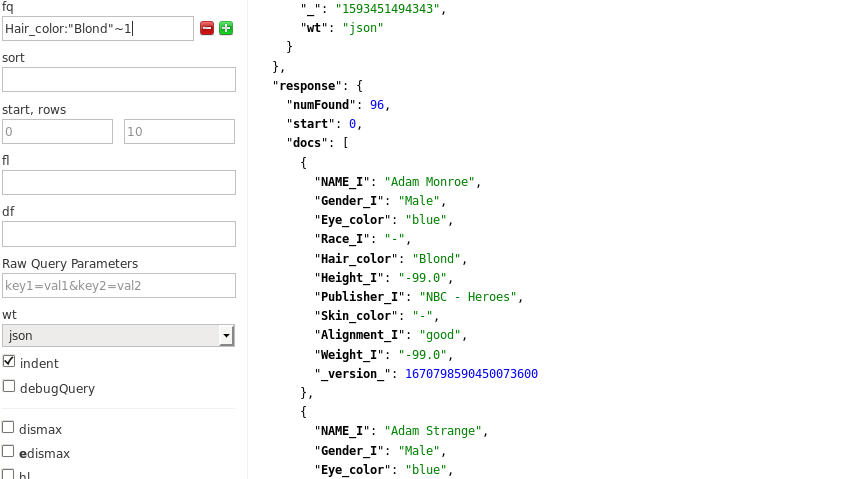 fq
Hair_color:"Blond"~1
sort
start, rows
0
10
fl
df
Raw Query Parameters
key1=val1&key2=val2
wt
json
indent
debugQuery
dismax
edismax
hl
"_": "1593451494343",
"wt": "json"
}
},
"response": {
"numFound": 96,
"start": 0,
"docs": [
{
"NAME_I": "Adam Monroe",
"Gender_I": "Male",
"Eye_color": "blue",
"Race_I": "-",
"Hair_color": "Blond",
"Height_I": "-99.0",
"Publisher_I": "NBC - Heroes",
"Skin_color": "-",
"Alignment_I": "good",
"Weight_I": "-99.0",
"_version_": 1670798590450073600
},
{
"NAME_I": "Adam Strange",
"Gender_I": "Male",
"Eye_color": "blue",